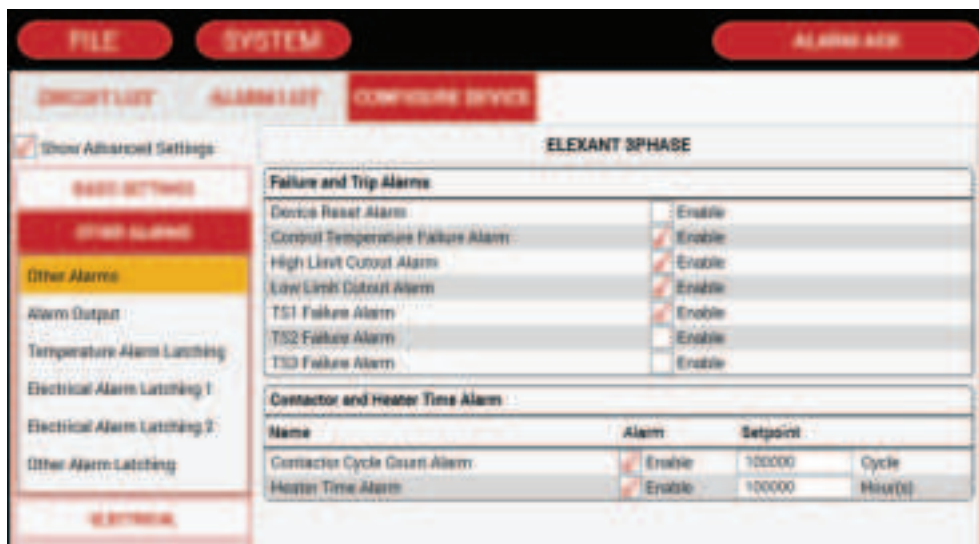 FILE SYSTEM ALARM ACK
CIRCUIT LIST ALARM LIST CONFIGURE DEVICE
Show Advanced Settings
ELEXANT 3PHASE
BASIC SETTINGS
OTHER ALARMS
Other Alarms
Alarm Output
Temperature Alarm Latching
Electrical Alarm Latching 1
Electrical Alarm Latching 2
Other Alarm Latching
ELECTRICAL
Failure and Trip Alarms
Device Reset Alarm Enable
Control Temperature Failure Alarm Enable
High Limit Cutout Alarm Enable
Low Limit Cutout Alarm Enable
TS1 Failure Alarm Enable
TS2 Failure Alarm Enable
TS3 Failure Alarm Enable
Contactor and Heater Time Alarm
Name Alarm Setpoint
Contactor Cycle Count Alarm Enable 100000 Cycle
Heater Time Alarm Enable 100000 Hour(s)